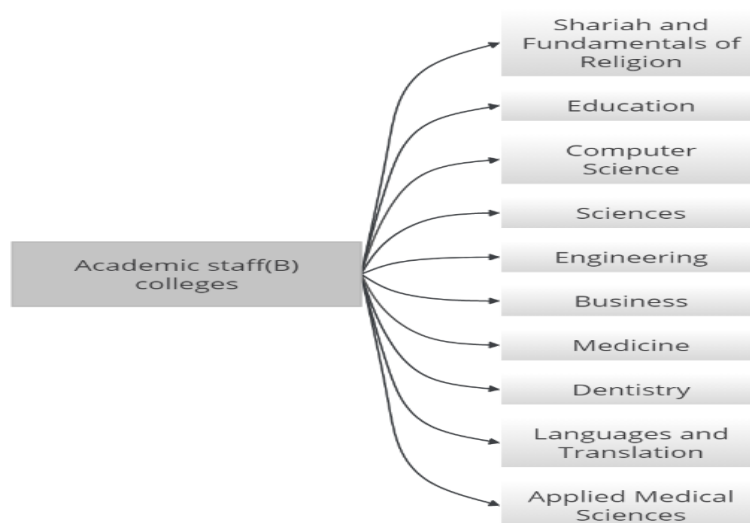 Academic staff(B)
colleges
Shariah and
Fundamentals of
Religion
Education
Computer
Science
Sciences
Engineering
Business
Medicine
Dentistry
Languages and
Translation
Applied Medical
Sciences